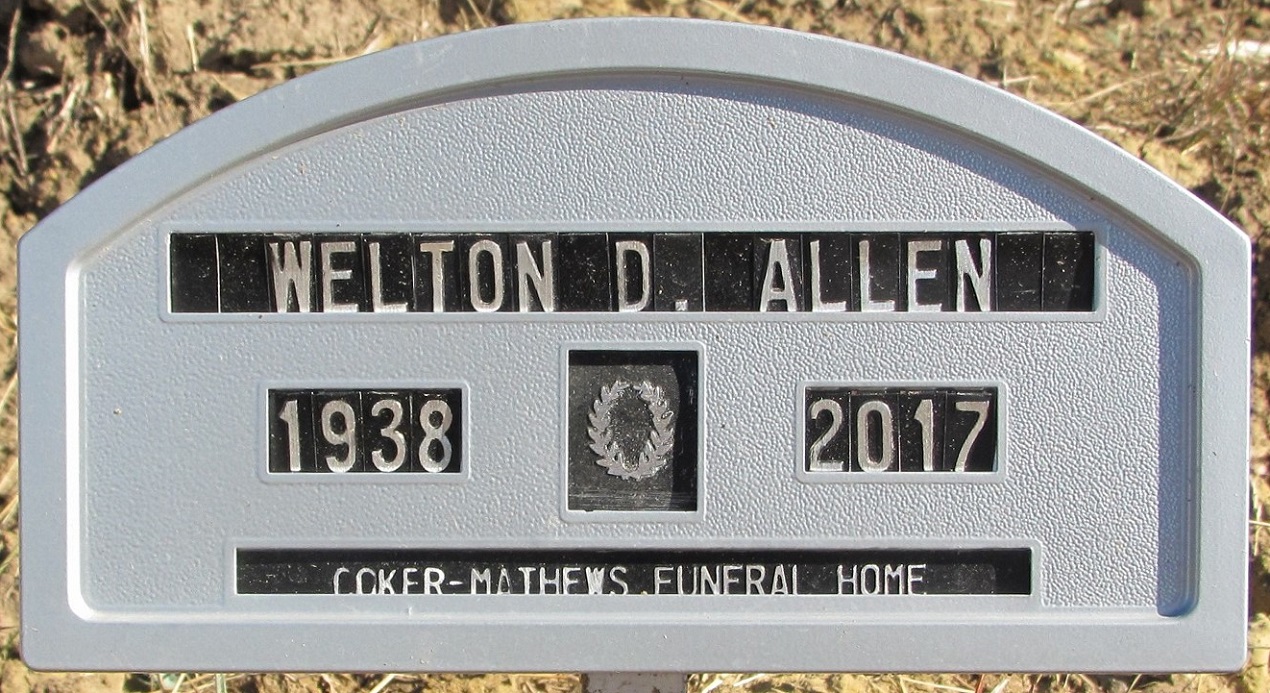 WELTON D. ALLEN
1938 2017
COKER-MATHEWS FUNERAL HOME